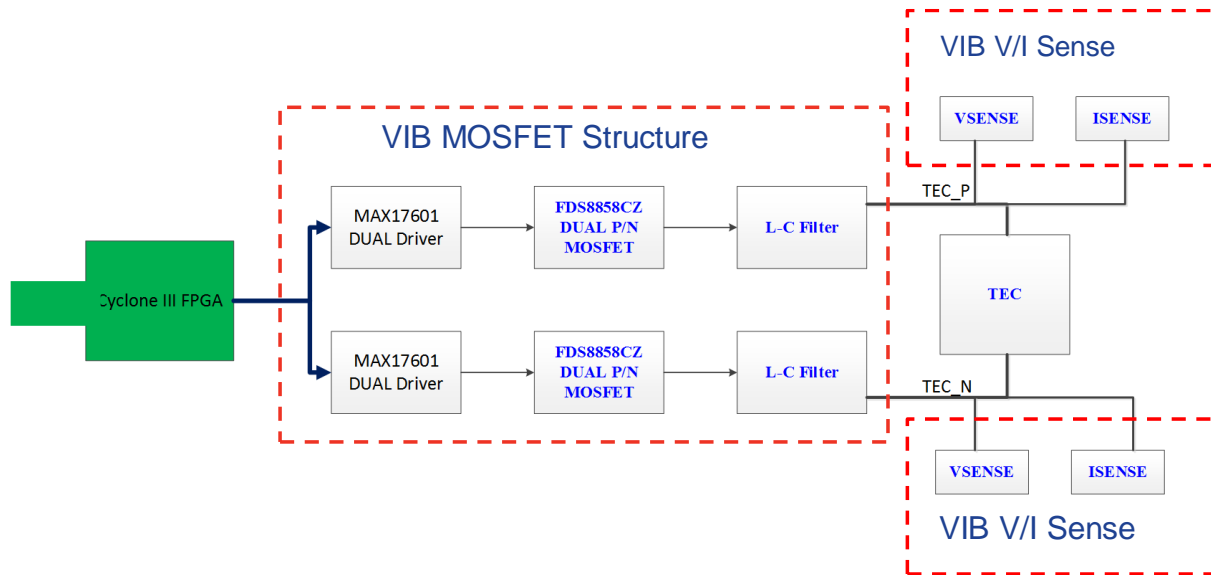 VIB V/I Sense
VSENSE
ISENSE
VIB MOSFET Structure
TEC_P
MAX17601
DUAL Driver
FDS8858CZ
DUAL P/N
MOSFET
L-C Filter
Cyclone III FPGA
TEC
MAX17601
DUAL Driver
FDS8858CZ
DUAL P/N
MOSFET
L-C Filter
TEC_N
VSENSE
ISENSE
VIB V/I Sense